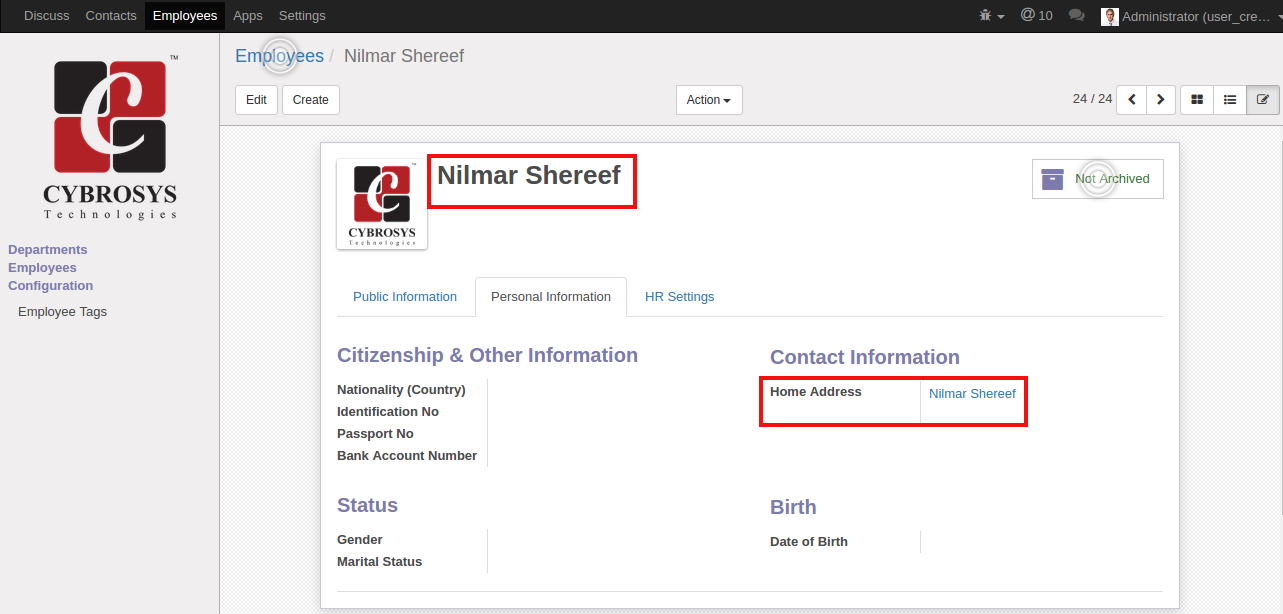 Discuss Contacts Employees Apps Settings
@ 10 Administrator (user_cre...
™
C
CYBROSYS
Technologies
Departments
Employees
Configuration
Employee Tags
Employees / Nilmar Shereef
Edit Create Action 24 / 24
™
C
CYBROSYS
Technologies
Nilmar Shereef
Not Archived
Public Information Personal Information HR Settings
Citizenship & Other Information
Nationality (Country)
Identification No
Passport No
Bank Account Number
Contact Information
Home Address Nilmar Shereef
Status
Gender
Marital Status
Birth
Date of Birth